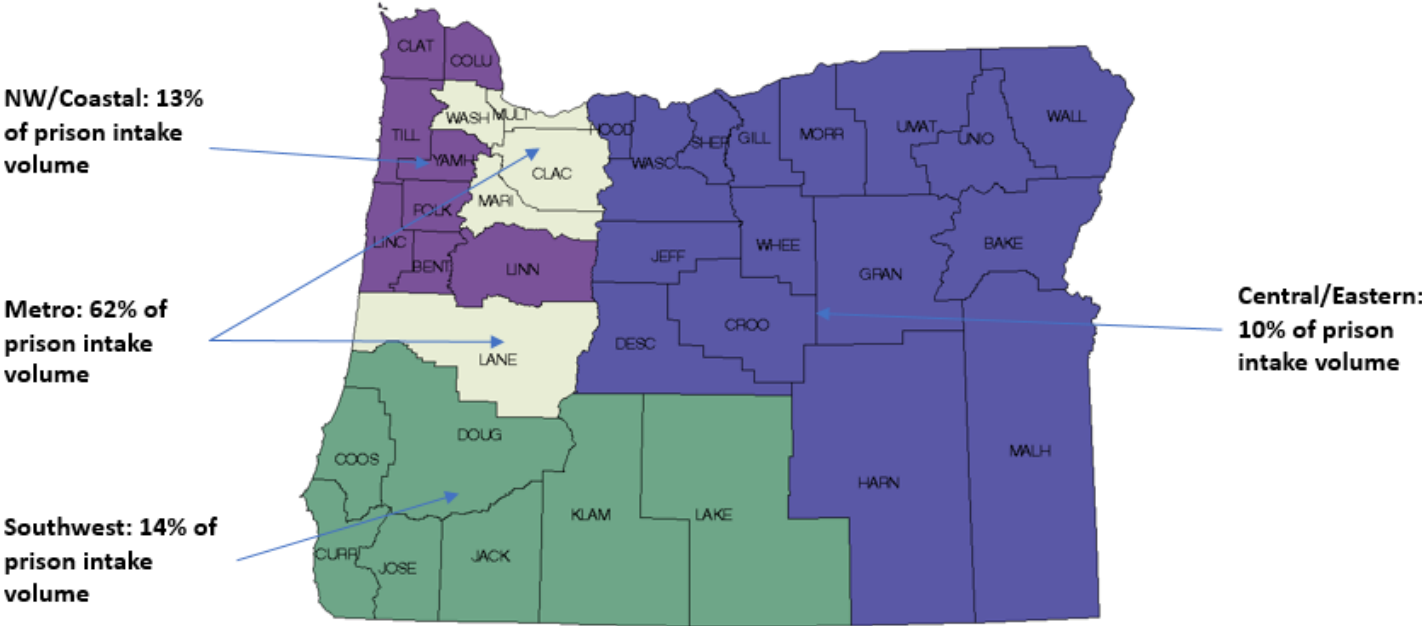 NW/Coastal: 13%
of prison intake
volume
Metro: 62% of
prison intake
volume
Southwest: 14% of
prison intake
volume
CLAT
COLU
WASH
MULT
TILL
YAMH
CLAC
MARI
POLK
LINC
BENT
LINN
LANE
HOOD
WASC
SHER
GILL
MORR
UMAT
UNIO
WALL
JEFF
WHEE
GRAN
BAKE
DESC
CROO
DOUG
COOS
CURR
JOSE
JACK
KLAM
LAKE
HARN
MALH
Central/Eastern:
10% of prison
intake volume